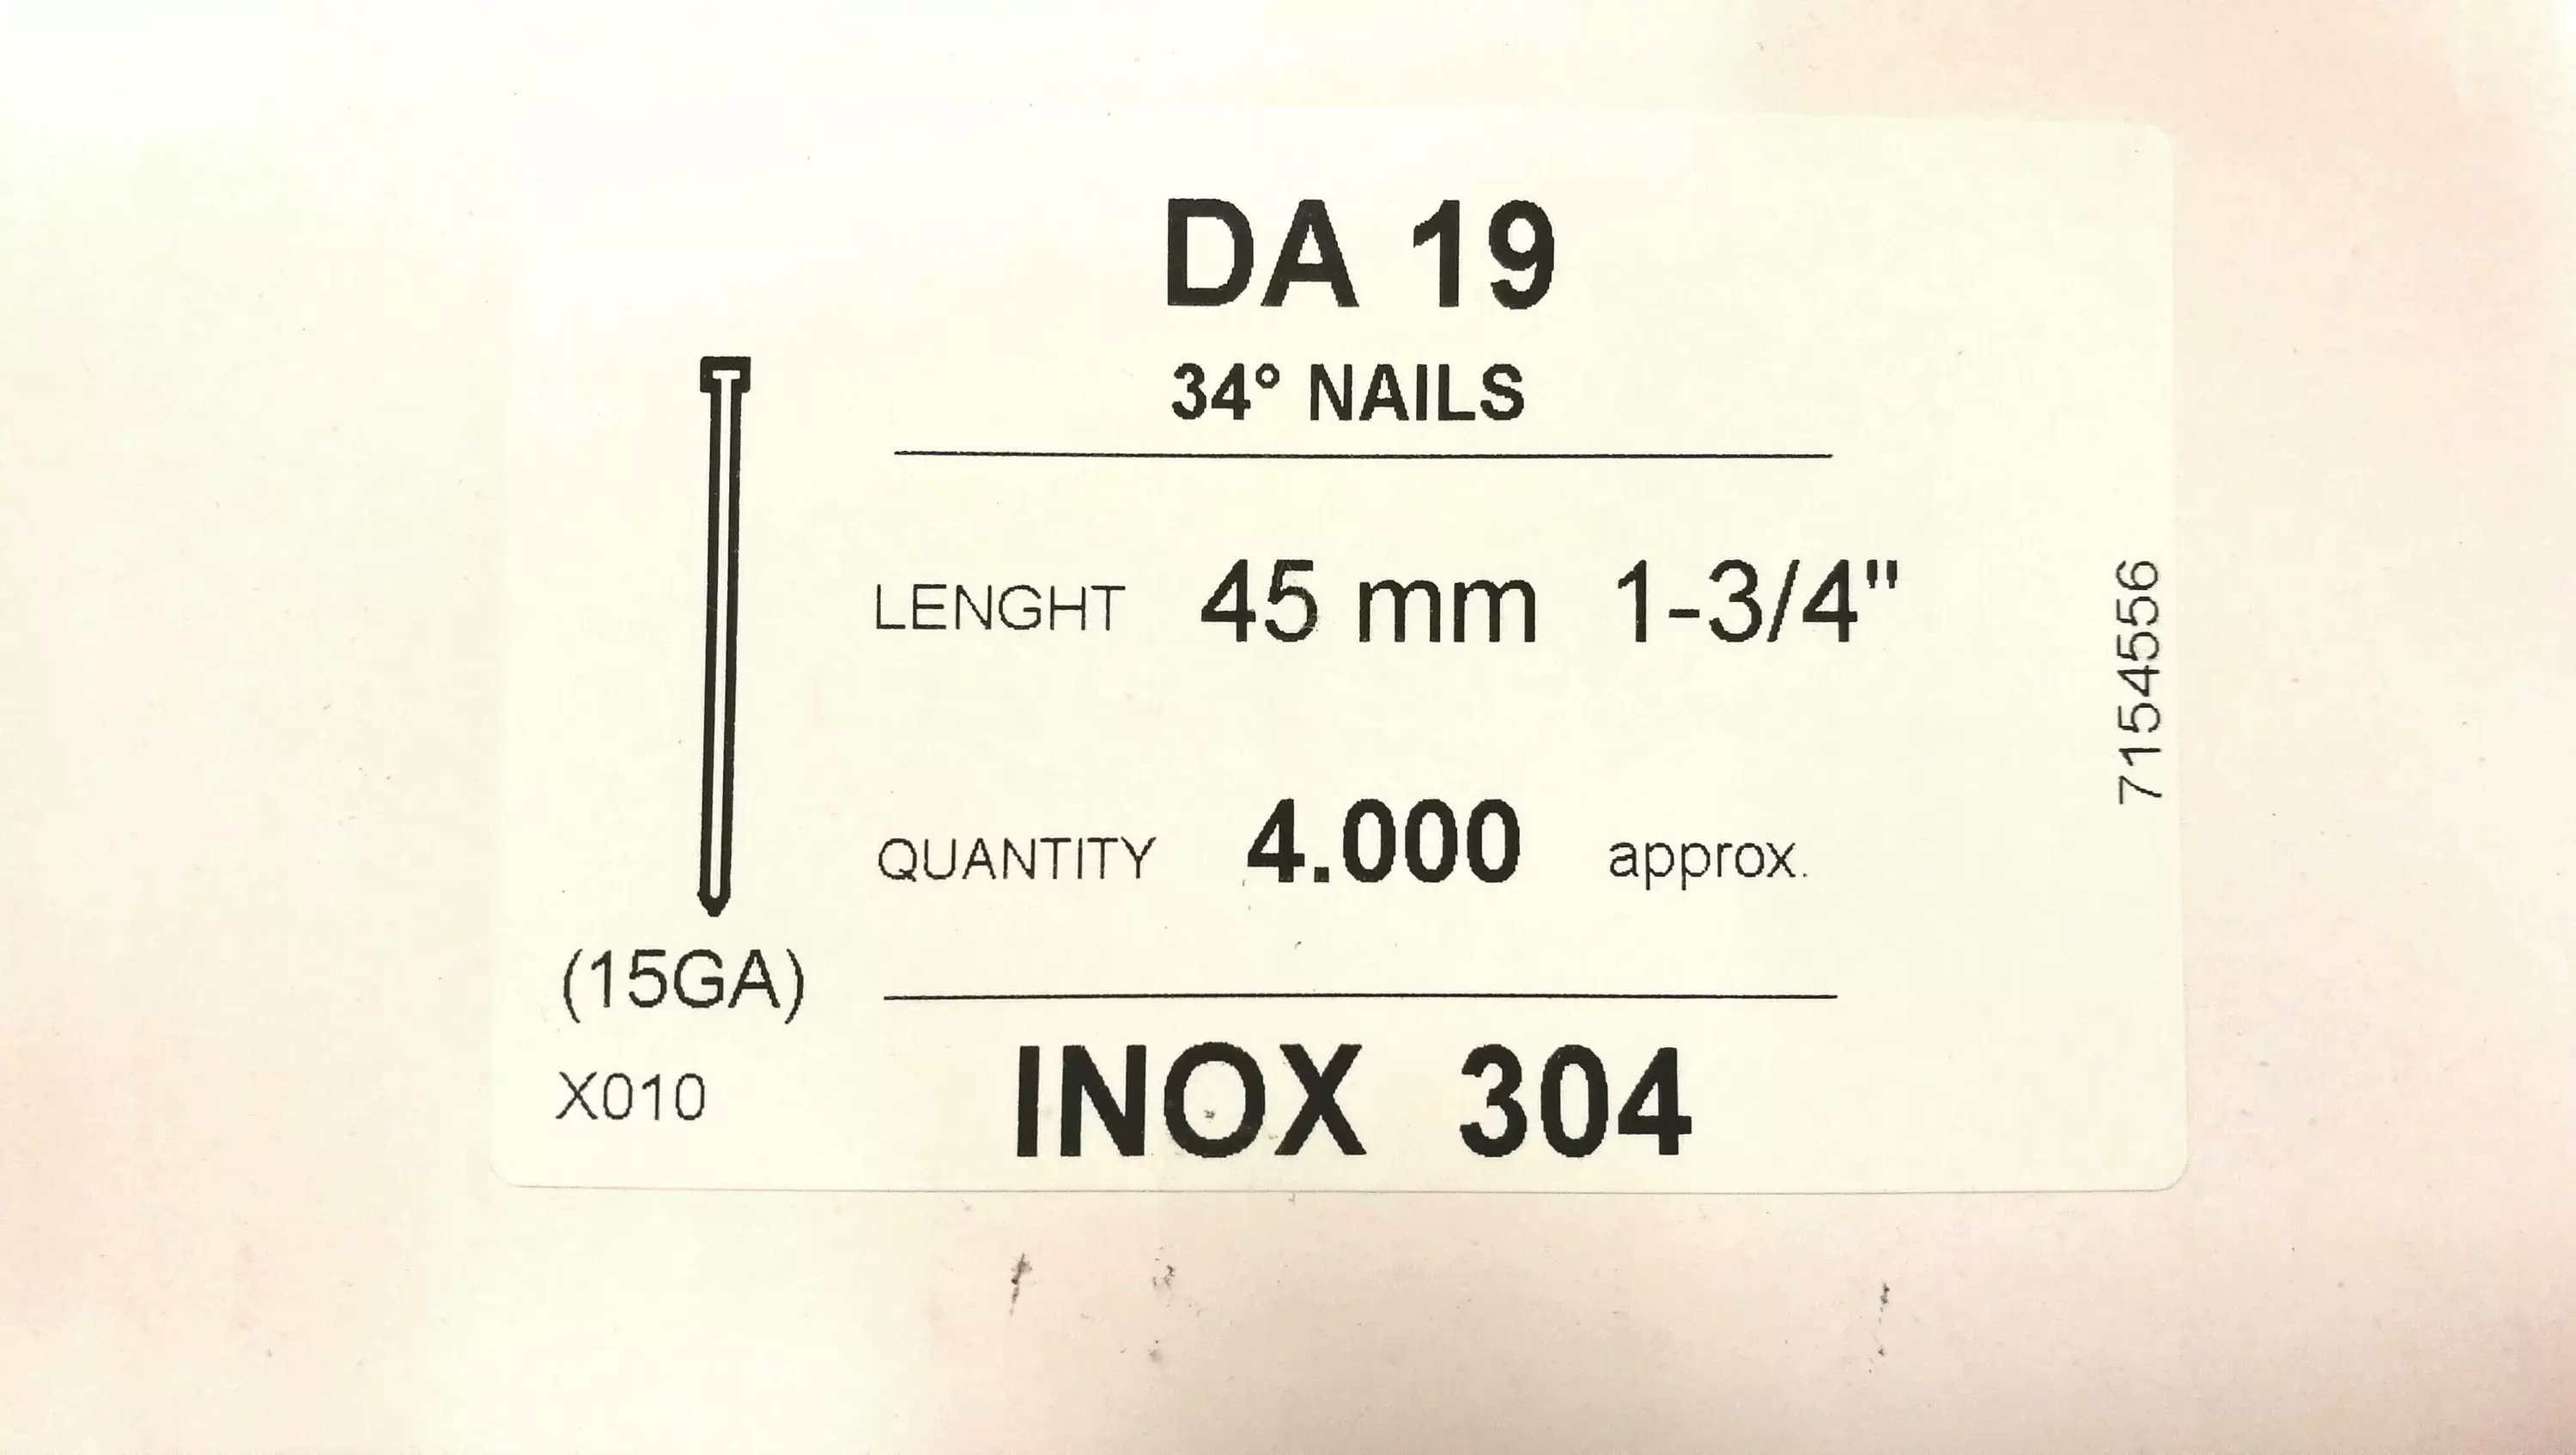 DA 19
34° NAILS
LENGHT 45 mm 1-3/4"
QUANTITY 4.000 approx.
(15GA)
X010
INOX 304
7154556